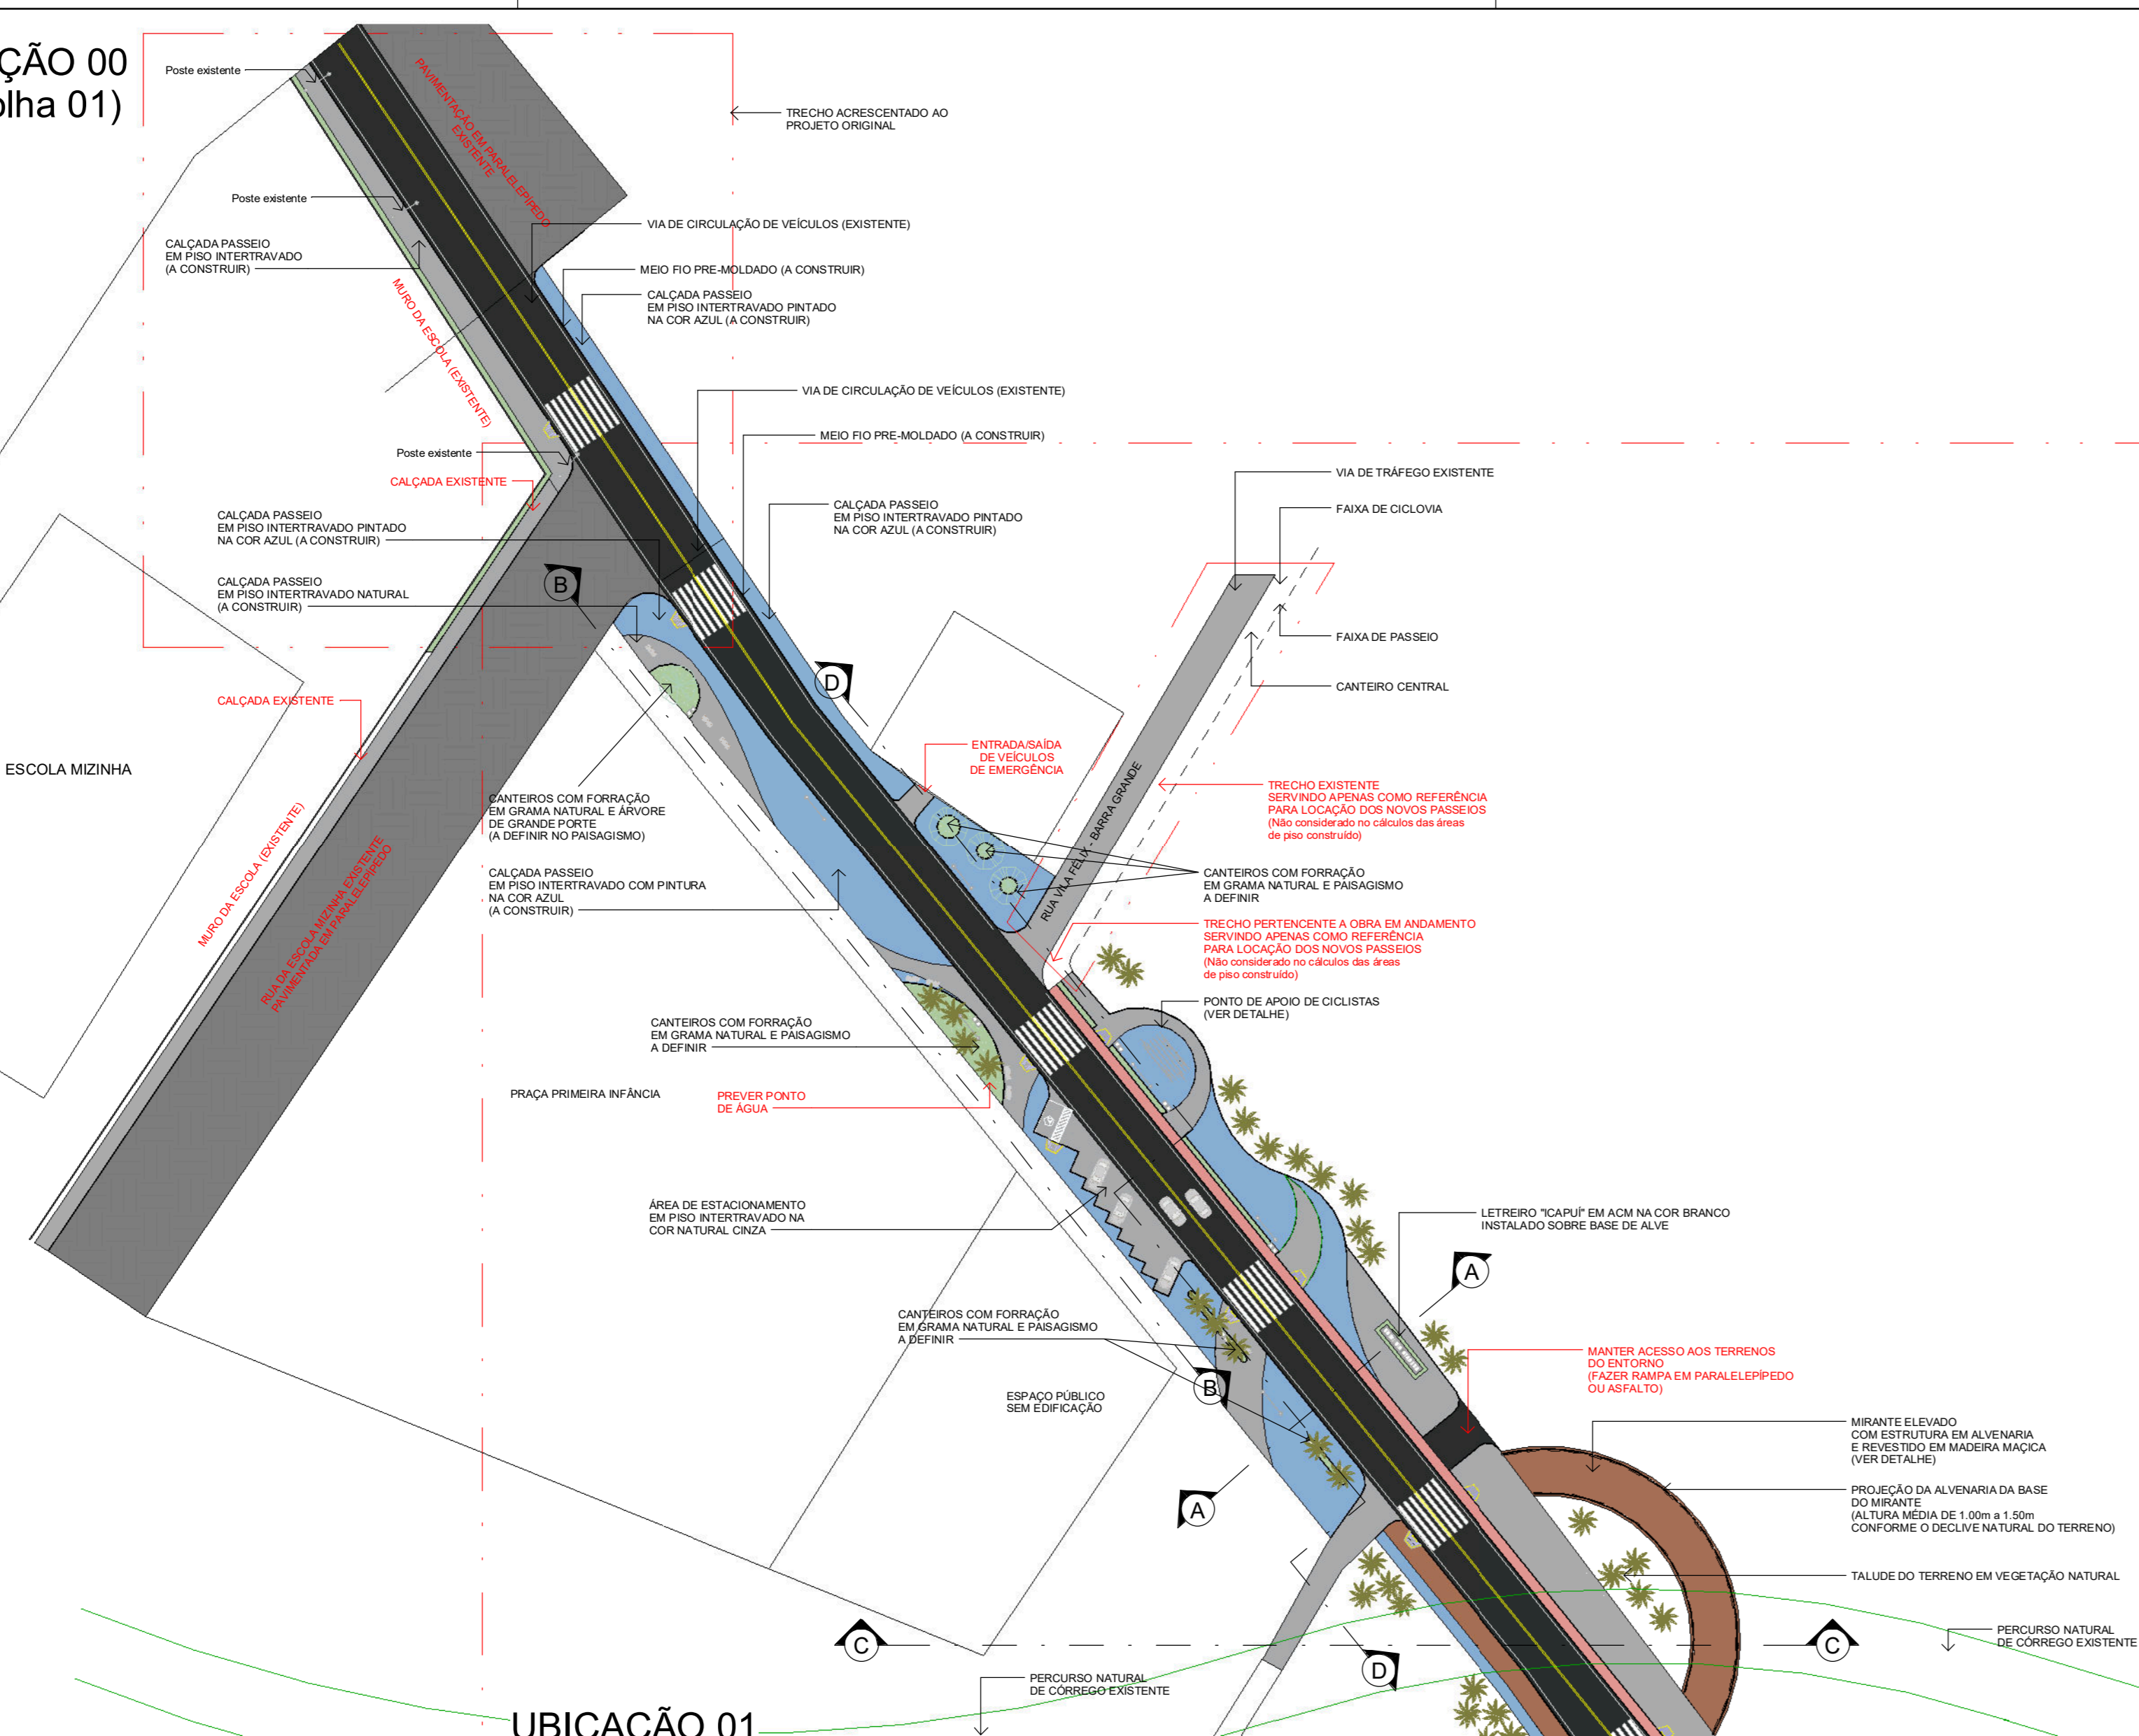 ÇÃO 00
olha 01)
Poste existente
PAVIMENTAÇÃO EM PARALELEPÍPEDO
EXISTENTE
TRECHO ACRESCENTADO AO
PROJETO ORIGINAL
Poste existente
VIA DE CIRCULAÇÃO DE VEÍCULOS (EXISTENTE)
CALÇADA PASSEIO
EM PISO INTERTRAVADO
(A CONSTRUIR)
MEIO FIO PRE-MOLDADO (A CONSTRUIR)
CALÇADA PASSEIO
EM PISO INTERTRAVADO PINTADO
NA COR AZUL (A CONSTRUIR)
MURO DA ESCOLA (EXISTENTE)
VIA DE CIRCULAÇÃO DE VEÍCULOS (EXISTENTE)
MEIO FIO PRE-MOLDADO (A CONSTRUIR)
Poste existente
CALÇADA EXISTENTE
VIA DE TRÁFEGO EXISTENTE
FAIXA DE CICLOVIA
CALÇADA PASSEIO
EM PISO INTERTRAVADO PINTADO
NA COR AZUL (A CONSTRUIR)
CALÇADA PASSEIO
EM PISO INTERTRAVADO PINTADO
NA COR AZUL (A CONSTRUIR)
CALÇADA PASSEIO
EM PISO INTERTRAVADO NATURAL
(A CONSTRUIR)
B
FAIXA DE PASSEIO
D
CANTEIRO CENTRAL
CALÇADA EXISTENTE
ESCOLA MIZINHA
ENTRADA/SAÍDA
DE VEÍCULOS
DE EMERGÊNCIA
RUA VILA FÉLIX - BARRA GRANDE
TRECHO EXISTENTE
SERVINDO APENAS COMO REFERÊNCIA
PARA LOCAÇÃO DOS NOVOS PASSEIOS
(Não considerado no cálculos das áreas
de piso construído)
CANTEIROS COM FORRAÇÃO
EM GRAMA NATURAL E ÁRVORE
DE GRANDE PORTE
(A DEFINIR NO PAISAGISMO)
MURO DA ESCOLA (EXISTENTE)
RUA DA ESCOLA MIZINHA EXISTENTE
PAVIMENTADA EM PARALELEPÍPEDO
CALÇADA PASSEIO
EM PISO INTERTRAVADO COM PINTURA
NA COR AZUL
(A CONSTRUIR)
CANTEIROS COM FORRAÇÃO
EM GRAMA NATURAL E PAISAGISMO
A DEFINIR
TRECHO PERTENCENTE A OBRA EM ANDAMENTO
SERVINDO APENAS COMO REFERÊNCIA
PARA LOCAÇÃO DOS NOVOS PASSEIOS
(Não considerado no cálculos das áreas
de piso construído)
PONTO DE APOIO DE CICLISTAS
(VER DETALHE)
CANTEIROS COM FORRAÇÃO
EM GRAMA NATURAL E PAISAGISMO
A DEFINIR
PRAÇA PRIMEIRA INFÂNCIA
PREVER PONTO
DE ÁGUA
ÁREA DE ESTACIONAMENTO
EM PISO INTERTRAVADO NA
COR NATURAL CINZA
LETREIRO "ICAPUÍ" EM ACM NA COR BRANCO
INSTALADO SOBRE BASE DE ALVE
A
CANTEIROS COM FORRAÇÃO
EM GRAMA NATURAL E PAISAGISMO
A DEFINIR
MANTER ACESSO AOS TERRENOS
DO ENTORNO
(FAZER RAMPA EM PARALELEPÍPEDO
OU ASFALTO)
B
ESPAÇO PÚBLICO
SEM EDIFICAÇÃO
MIRANTE ELEVADO
COM ESTRUTURA EM ALVENARIA
E REVESTIDO EM MADEIRA MAÇICA
(VER DETALHE)
A
PROJEÇÃO DA ALVENARIA DA BASE
DO MIRANTE
(ALTURA MÉDIA DE 1.00m a 1.50m
CONFORME O DECLIVE NATURAL DO TERRENO)
TALUDE DO TERRENO EM VEGETAÇÃO NATURAL
C
C
PERCURSO NATURAL
DE CÓRREGO EXISTENTE
D
PERCURSO NATURAL
DE CÓRREGO EXISTENTE
UBICAÇÃO 01